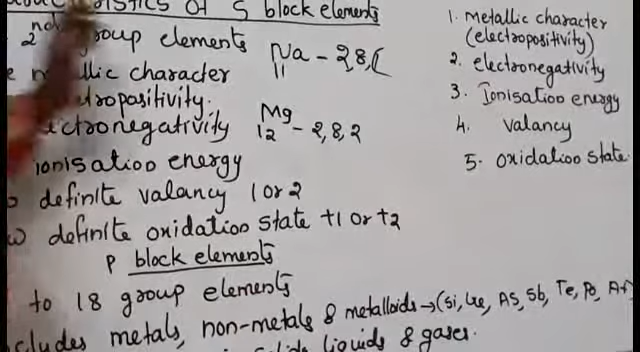 of S block elements
2nd group elements Na - 2,8,1
11
metallic character
electropositivity.
electronegativity Mg - 2,8,2
12
ionisation energy
definite valancy 1 or 2
definite oxidation state +1 or +2
p block elements
to 18 group elements
includes metals, non-metals & metalloids → (Si, Ge, As, Sb, Te, Po, At)
liquids & gases.
1. Metallic character
(electropositivity)
2. electronegativity
3. Ionisation energy
4. valancy
5. oxidation state